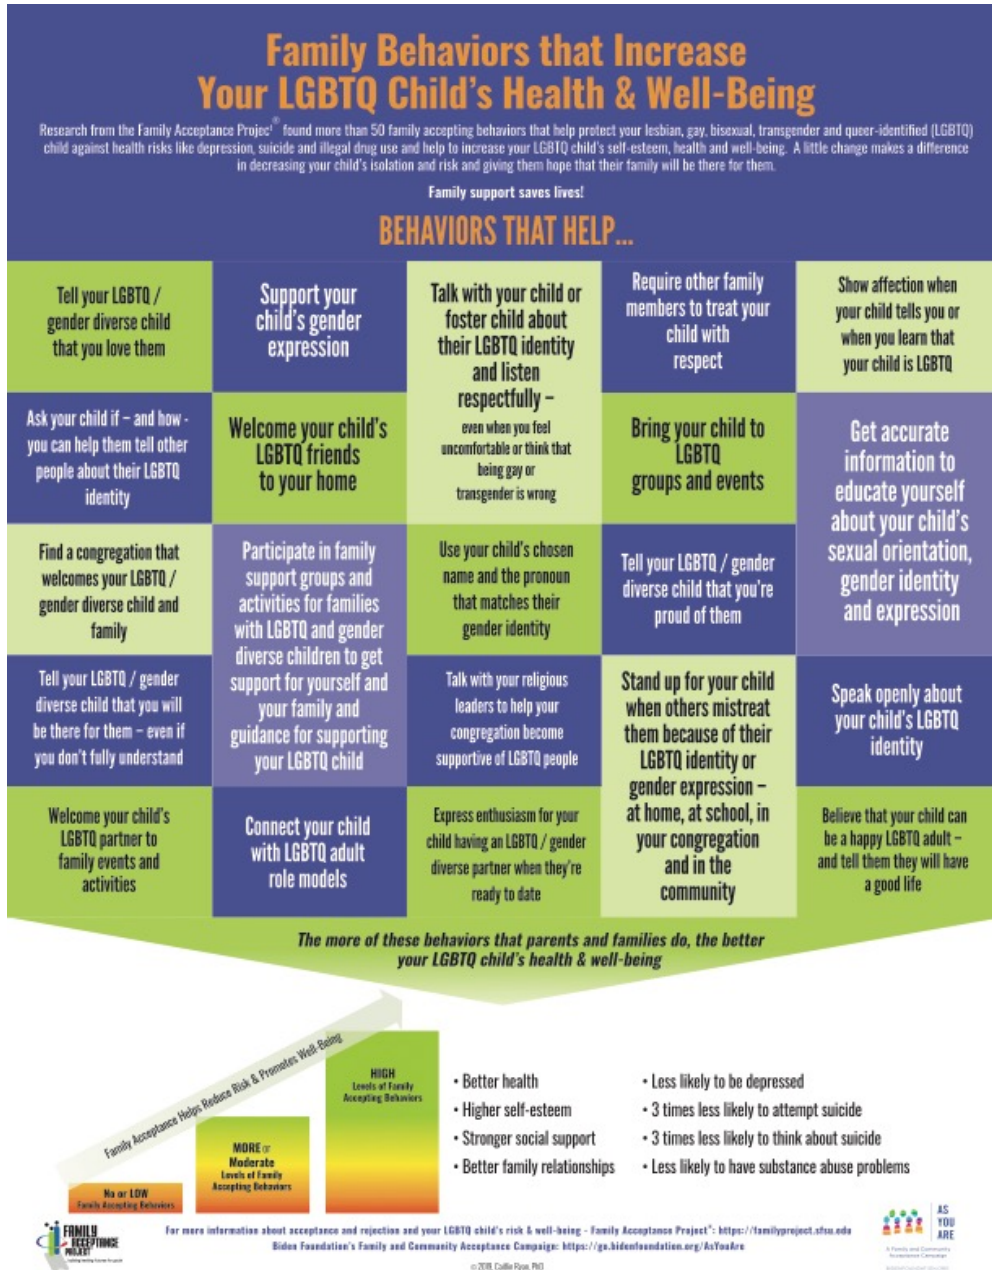 Family Behaviors that Increase
Your LGBTQ Child's Health & Well-Being
Research from the Family Acceptance Project® found more than 50 family accepting behaviors that help protect your lesbian, gay, bisexual, transgender and queer-identified (LGBTQ)
child against health risks like depression, suicide and illegal drug use and help to increase your LGBTQ child's self-esteem, health and well-being. A little change makes a difference
in decreasing your child's isolation and risk and giving them hope that their family will be there for them.
Family support saves lives!
BEHAVIORS THAT HELP...
Tell your LGBTQ /
gender diverse child
that you love them
Support your
child's gender
expression
Talk with your child or
foster child about
their LGBTQ identity
and listen
respectfully –
even when you feel
uncomfortable or think that
being gay or
transgender is wrong
Require other family
members to treat your
child with
respect
Show affection when
your child tells you or
when you learn that
your child is LGBTQ
Ask your child if – and how -
you can help them tell other
people about their LGBTQ
identity
Welcome your child's
LGBTQ friends
to your home
Bring your child to
LGBTQ
groups and events
Get accurate
information to
educate yourself
about your child's
sexual orientation,
gender identity
and expression
Find a congregation that
welcomes your LGBTQ /
gender diverse child and
family
Participate in family
support groups and
activities for families
with LGBTQ and gender
diverse children to get
support for yourself and
your family and
guidance for supporting
your LGBTQ child
Use your child's chosen
name and the pronoun
that matches their
gender identity
Tell your LGBTQ / gender
diverse child that you're
proud of them
Tell your LGBTQ / gender
diverse child that you will
be there for them – even if
you don't fully understand
Talk with your religious
leaders to help your
congregation become
supportive of LGBTQ people
Stand up for your child
when others mistreat
them because of their
LGBTQ identity or
gender expression –
at home, at school, in
your congregation
and in the
community
Speak openly about
your child's LGBTQ
identity
Welcome your child's
LGBTQ partner to
family events and
activities
Connect your child
with LGBTQ adult
role models
Express enthusiasm for your
child having an LGBTQ / gender
diverse partner when they're
ready to date
Believe that your child can
be a happy LGBTQ adult –
and tell them they will have
a good life
The more of these behaviors that parents and families do, the better
your LGBTQ child's health & well-being
Family Acceptance Helps Reduce Risk & Promotes Well-Being
No or LOW
Family Accepting Behaviors
MORE or
Moderate
Levels of Family
Accepting Behaviors
HIGH
Levels of Family
Accepting Behaviors
• Better health
• Higher self-esteem
• Stronger social support
• Better family relationships
• Less likely to be depressed
• 3 times less likely to attempt suicide
• 3 times less likely to think about suicide
• Less likely to have substance abuse problems
FAMILY
ACCEPTANCE
PROJECT
For more information about acceptance and rejection and your LGBTQ child's risk & well-being - Family Acceptance Project®: https://familyproject.sfsu.edu
Biden Foundation's Family and Community Acceptance Campaign: https://go.bidenfoundation.org/AsYouAre
AS
YOU
ARE
A Family and Community
Acceptance Campaign
© 2019, Caitlin Ryan, PhD